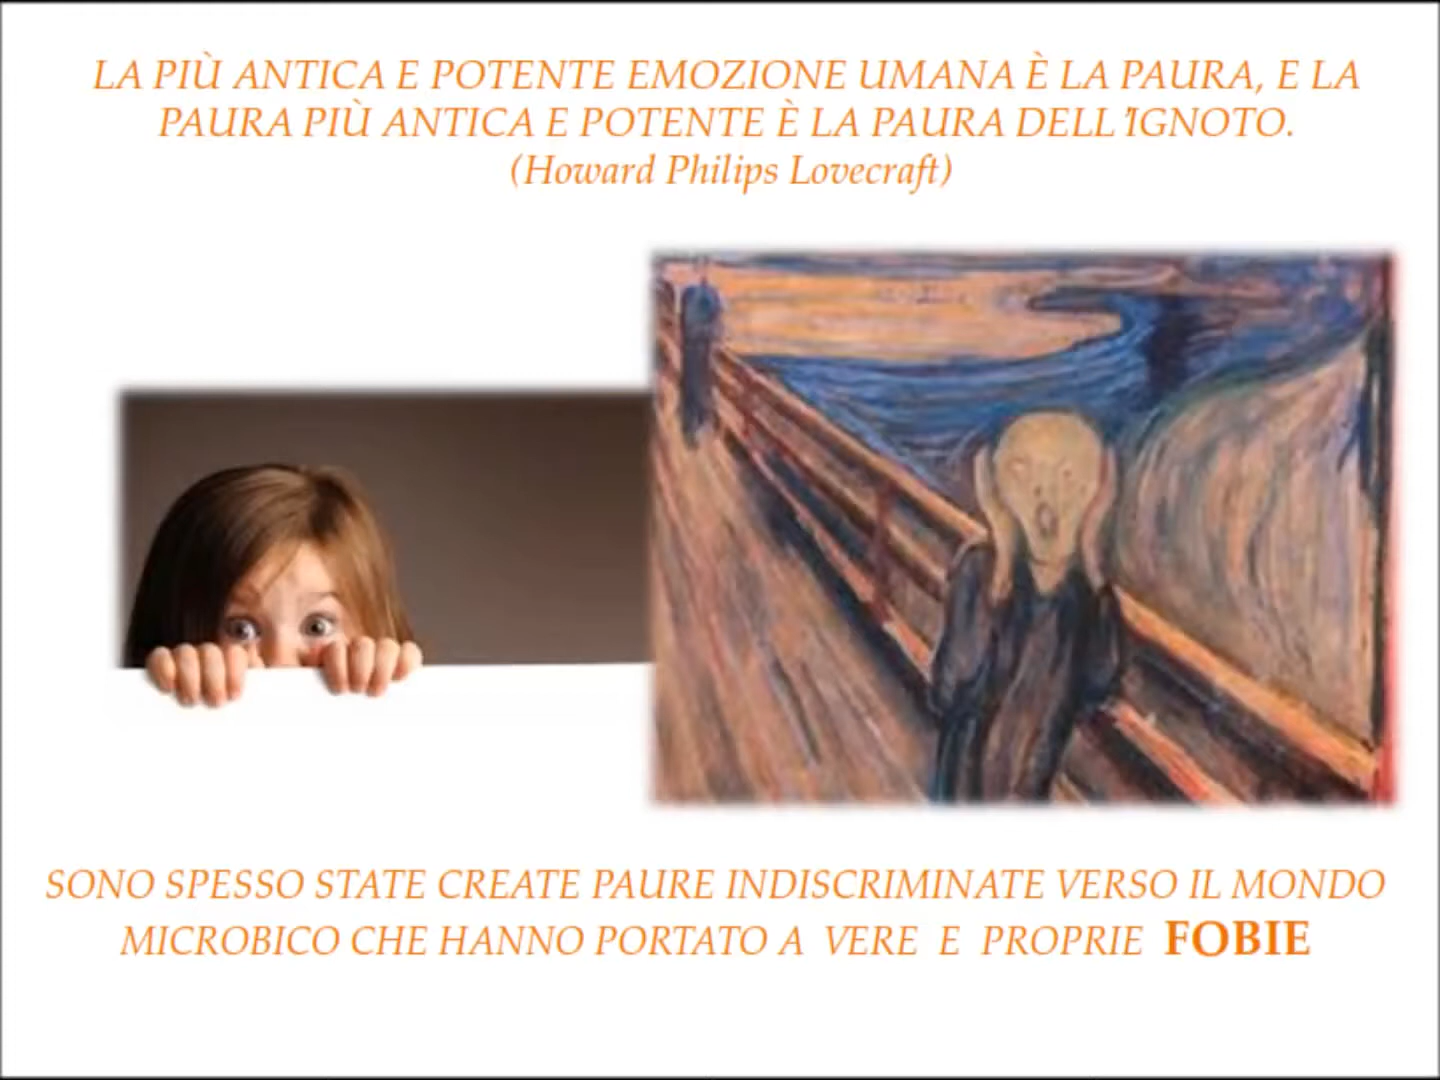 LA PIÙ ANTICA E POTENTE EMOZIONE UMANA È LA PAURA, E LA
PAURA PIÙ ANTICA E POTENTE È LA PAURA DELL'IGNOTO.
(Howard Philips Lovecraft)
SONO SPESSO STATE CREATE PAURE INDISCRIMINATE VERSO IL MONDO
MICROBICO CHE HANNO PORTATO A VERE E PROPRIE FOBIE